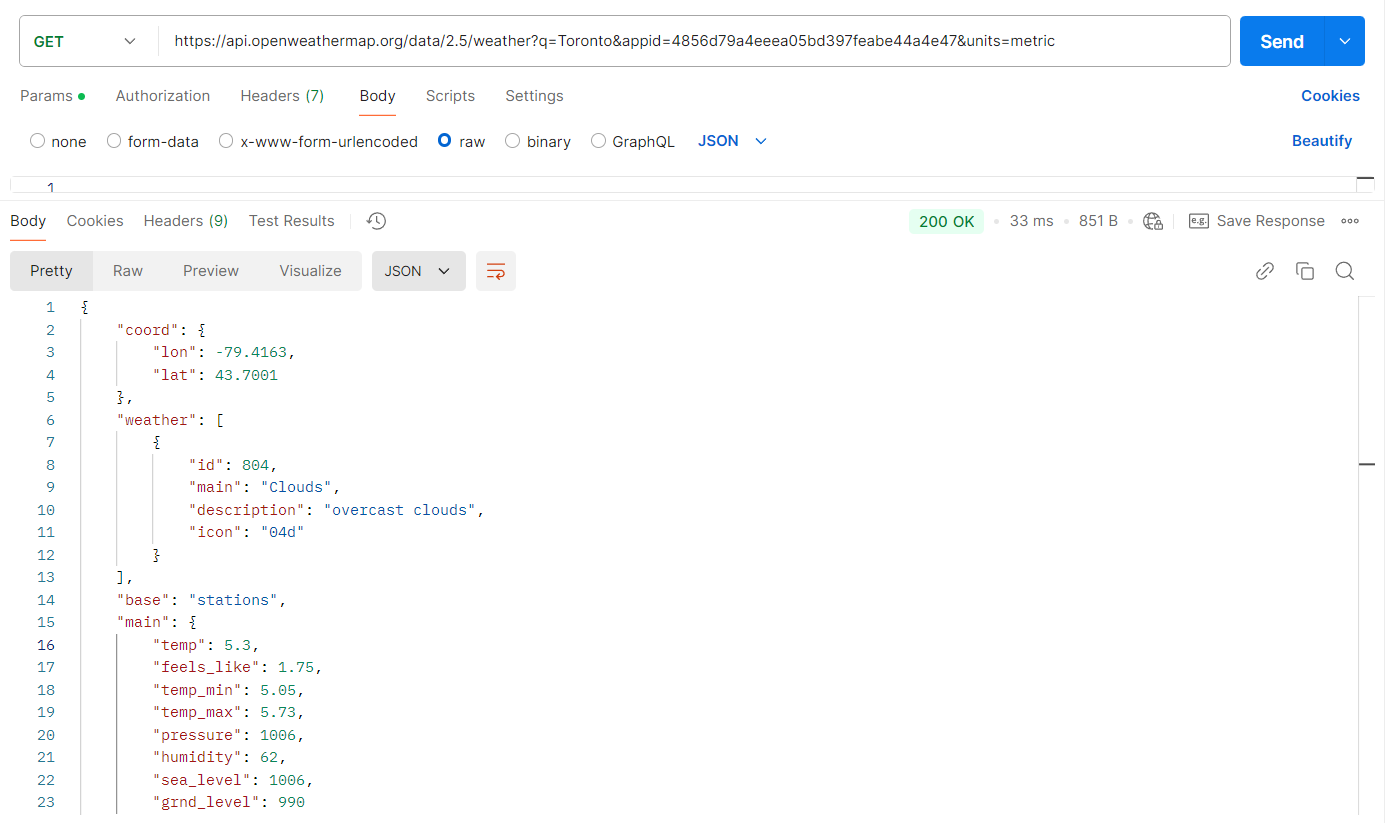 GET https://api.openweathermap.org/data/2.5/weather?q=Toronto&appid=4856d79a4eeea05bd397feabe44a4e47&units=metric Send
Params Authorization Headers (7) Body Scripts Settings Cookies
none form-data x-www-form-urlencoded raw binary GraphQL JSON Beautify
1
Body Cookies Headers (9) Test Results 200 OK 33 ms 851 B e.g. Save Response
Pretty Raw Preview Visualize JSON
1 {
2 "coord": {
3 "lon": -79.4163,
4 "lat": 43.7001
5 },
6 "weather": [
7 {
8 "id": 804,
9 "main": "Clouds",
10 "description": "overcast clouds",
11 "icon": "04d"
12 }
13 ],
14 "base": "stations",
15 "main": {
16 "temp": 5.3,
17 "feels_like": 1.75,
18 "temp_min": 5.05,
19 "temp_max": 5.73,
20 "pressure": 1006,
21 "humidity": 62,
22 "sea_level": 1006,
23 "grnd_level": 990